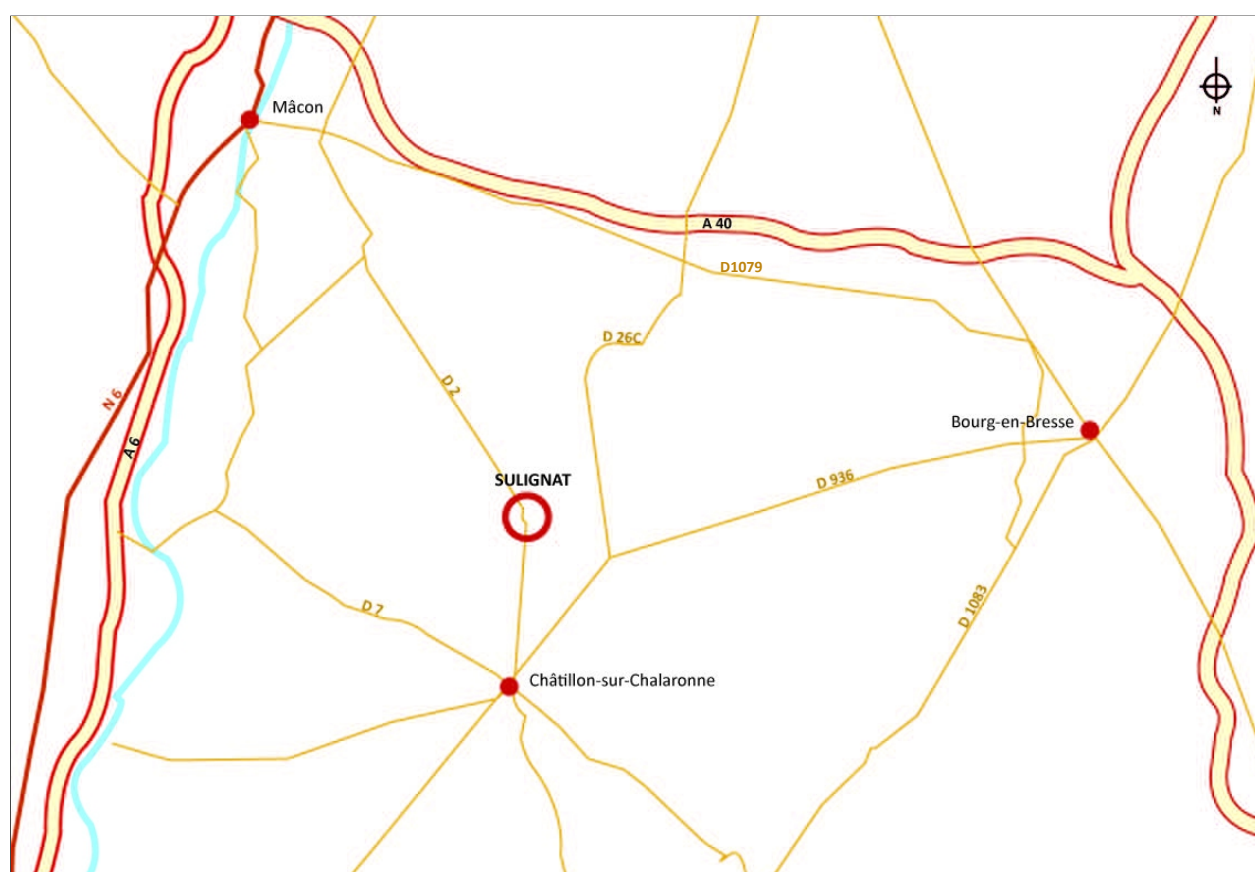 N
Mâcon
A 40
D1079
D 26C
D 2
N 6
A 6
Bourg-en-Bresse
D 936
SULIGNAT
D 7
D 1083
Châtillon-sur-Chalaronne